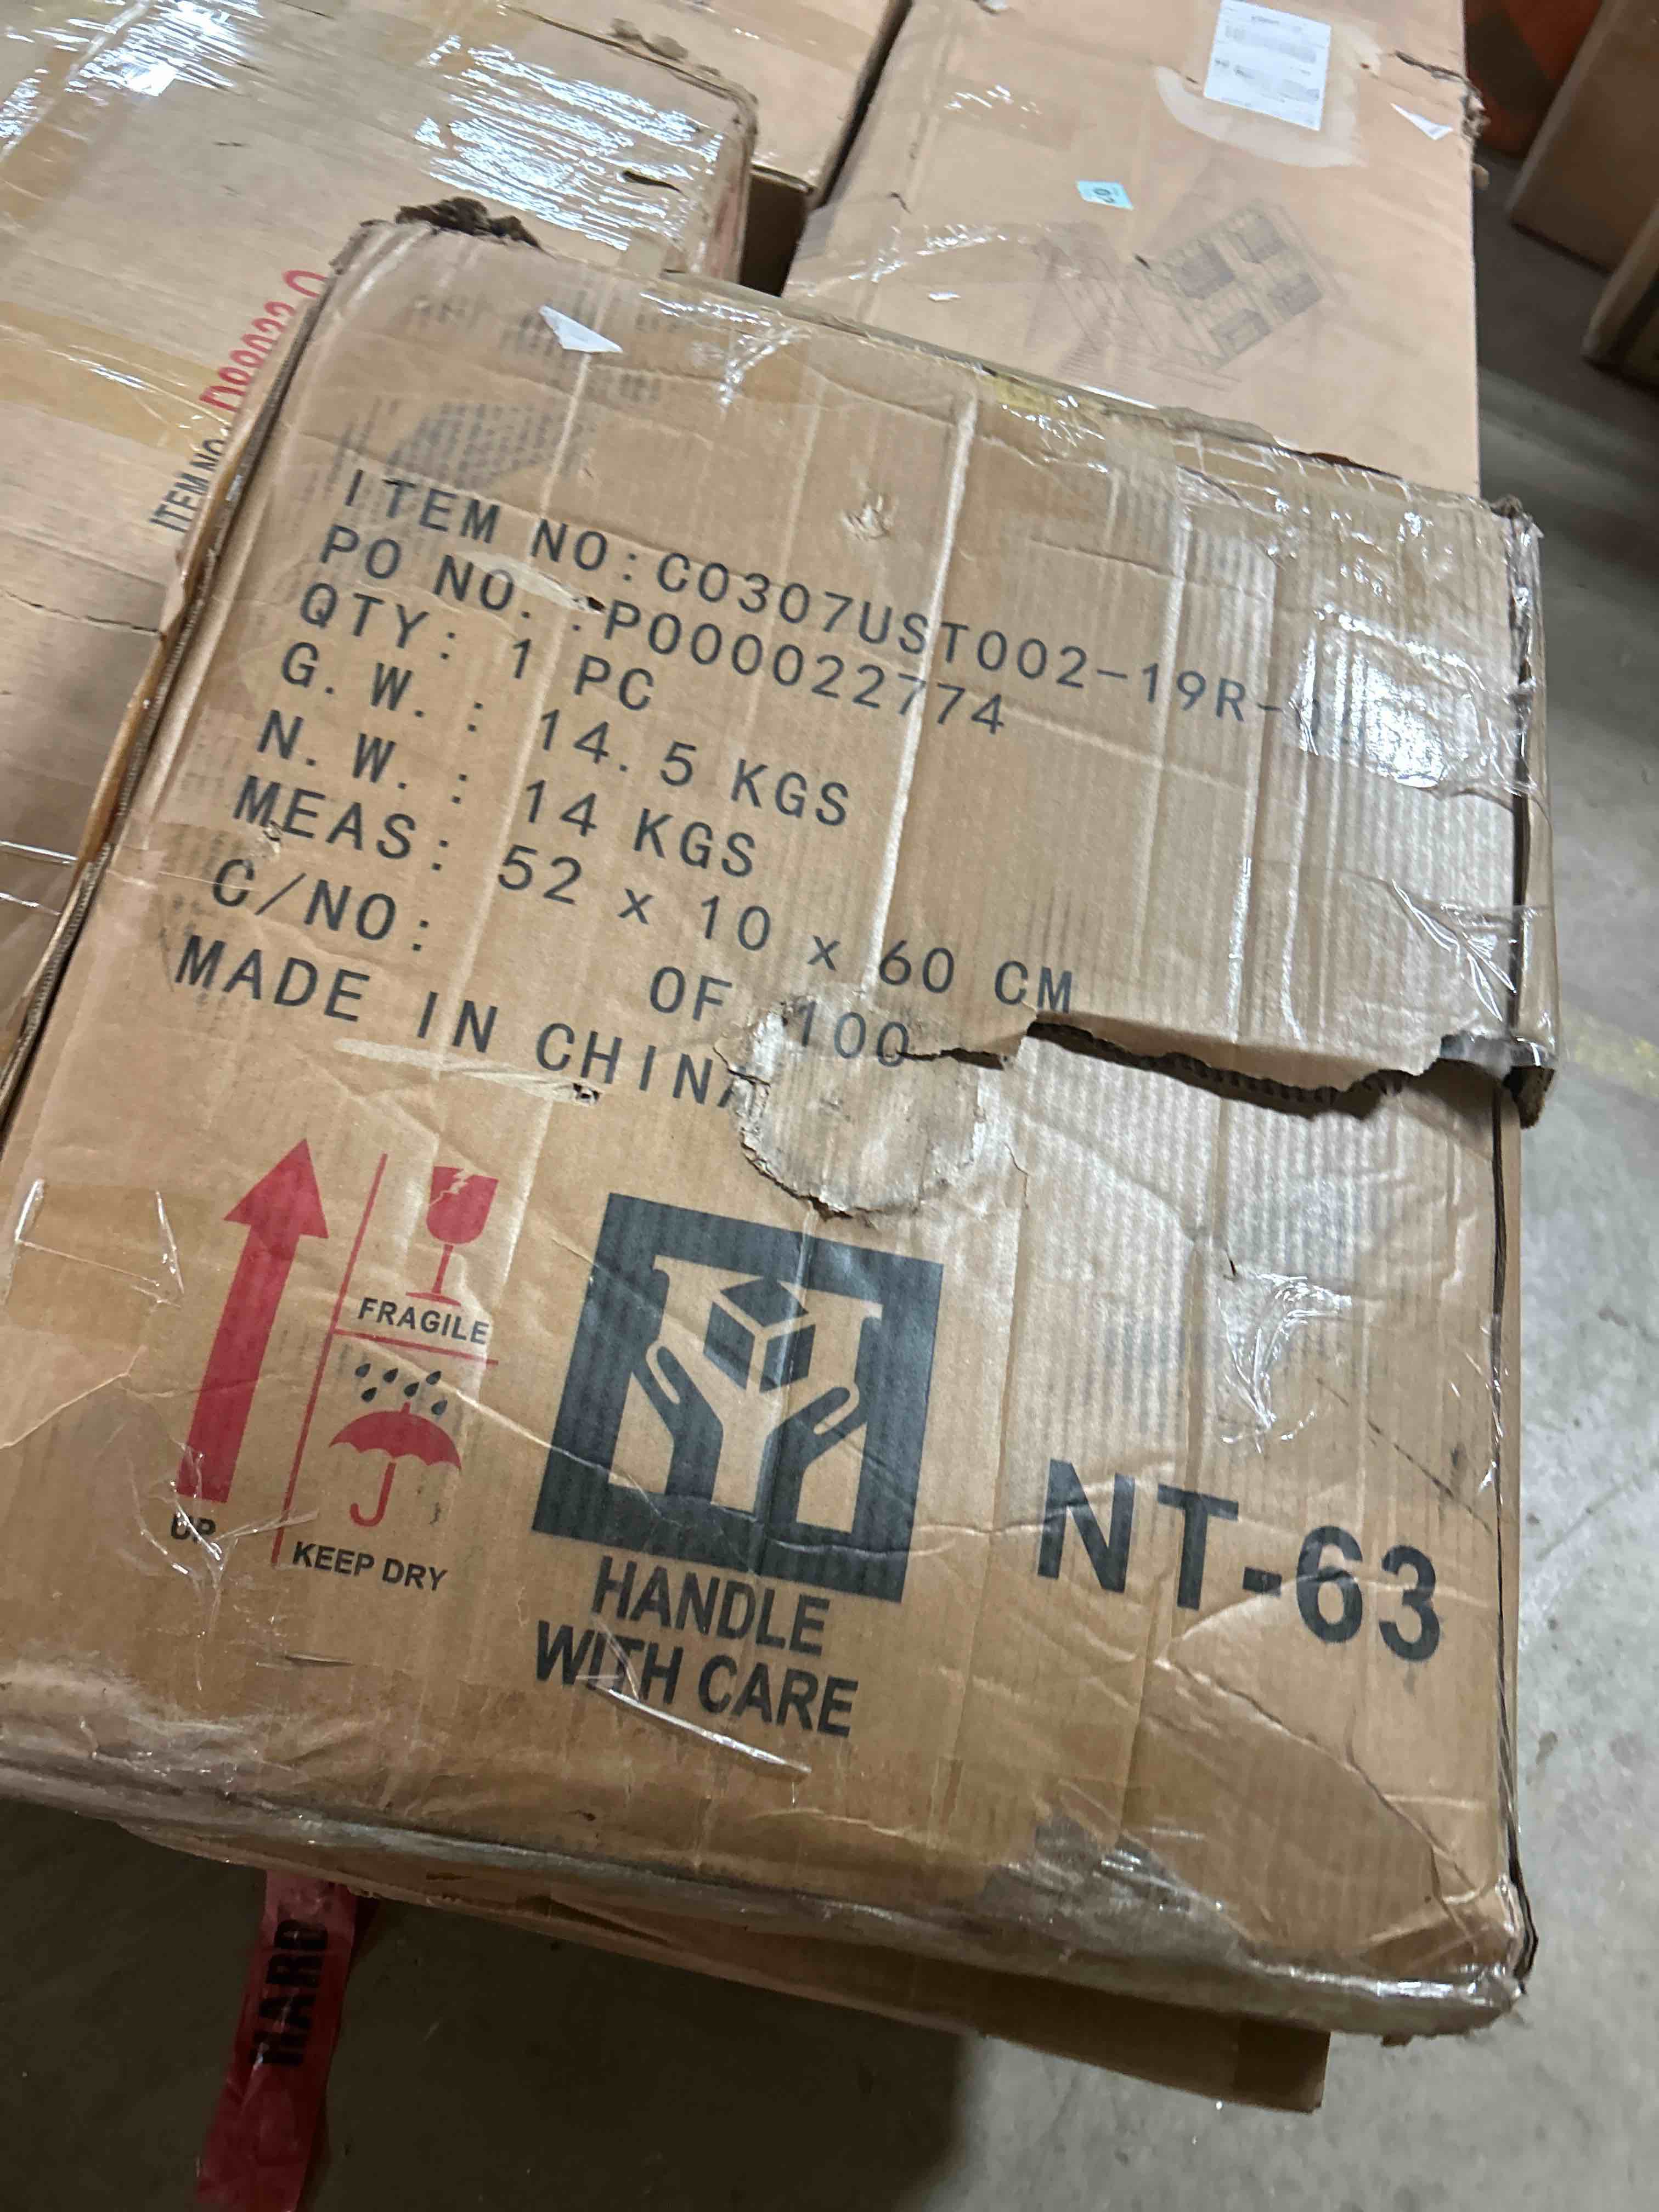 ITEM NO:C0307UST002-19R-
PO NO.:P000022774
QTY: 1 PC
G.W.: 14.5 KGS
N.W.: 14 KGS
MEAS: 52 x 10 x 60 CM
C/NO: OF 100
MADE IN CHINA
FRAGILE
UP
KEEP DRY
HANDLE
WITH CARE
NT-63
ITEM NO.